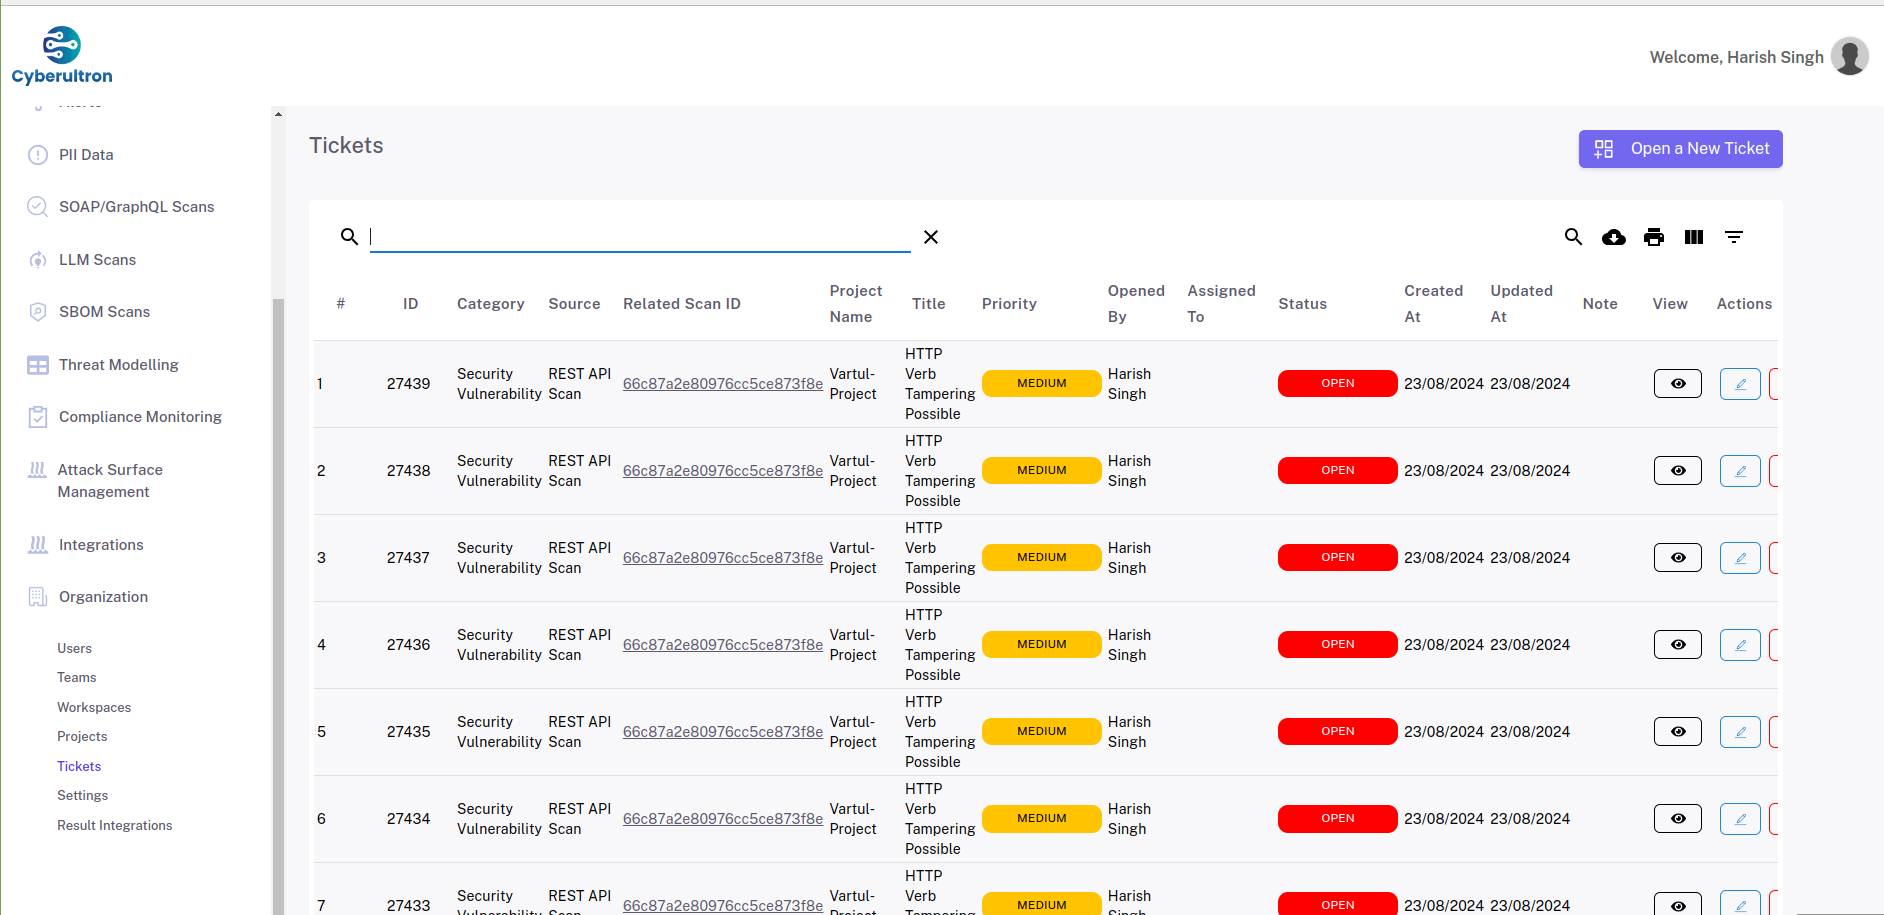 Cyberultron
Welcome, Harish Singh
Alerts
PII Data
SOAP/GraphQL Scans
LLM Scans
SBOM Scans
Threat Modelling
Compliance Monitoring
Attack Surface
Management
Integrations
Organization
Users
Teams
Workspaces
Projects
Tickets
Settings
Result Integrations
Tickets
Open a New Ticket
# ID Category Source Related Scan ID Project Name Title Priority Opened By Assigned To Status Created At Updated At Note View Actions
1 27439 Security Vulnerability REST API Scan 66c87a2e80976cc5ce873f8e Vartul-Project HTTP Verb Tampering Possible MEDIUM Harish Singh OPEN 23/08/2024 23/08/2024
2 27438 Security Vulnerability REST API Scan 66c87a2e80976cc5ce873f8e Vartul-Project HTTP Verb Tampering Possible MEDIUM Harish Singh OPEN 23/08/2024 23/08/2024
3 27437 Security Vulnerability REST API Scan 66c87a2e80976cc5ce873f8e Vartul-Project HTTP Verb Tampering Possible MEDIUM Harish Singh OPEN 23/08/2024 23/08/2024
4 27436 Security Vulnerability REST API Scan 66c87a2e80976cc5ce873f8e Vartul-Project HTTP Verb Tampering Possible MEDIUM Harish Singh OPEN 23/08/2024 23/08/2024
5 27435 Security Vulnerability REST API Scan 66c87a2e80976cc5ce873f8e Vartul-Project HTTP Verb Tampering Possible MEDIUM Harish Singh OPEN 23/08/2024 23/08/2024
6 27434 Security Vulnerability REST API Scan 66c87a2e80976cc5ce873f8e Vartul-Project HTTP Verb Tampering Possible MEDIUM Harish Singh OPEN 23/08/2024 23/08/2024
7 27433 Security Vulnerability REST API Scan 66c87a2e80976cc5ce873f8e Vartul-Project HTTP Verb Tampering MEDIUM Harish Singh OPEN 23/08/2024 23/08/2024